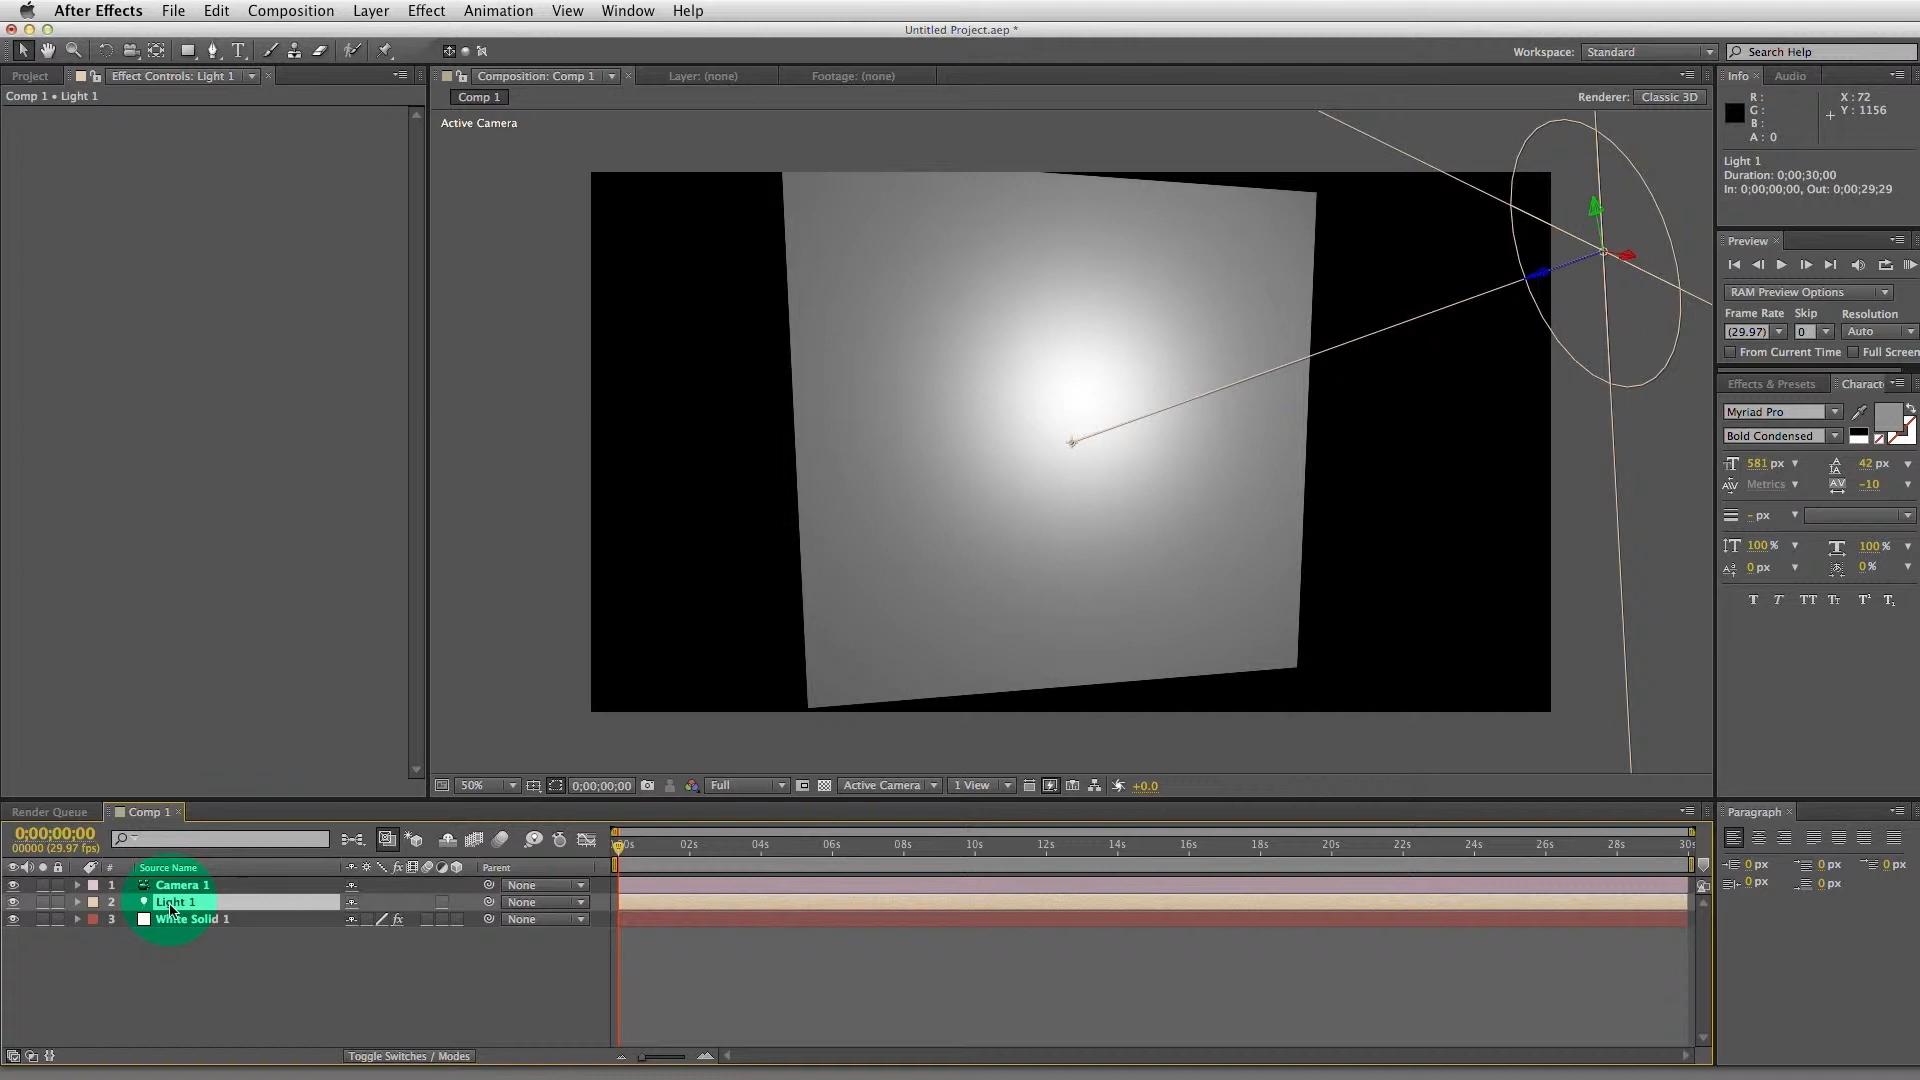 After Effects File Edit Composition Layer Effect Animation View Window Help
Untitled Project.aep *
Workspace: Standard Search Help
Project Effect Controls: Light 1 Composition: Comp 1 Layer: (none) Footage: (none) Info Audio
Comp 1 • Light 1 Comp 1 Renderer: Classic 3D
R: X: 72
G: Y: 1156
B:
A: 0
Active Camera
Light 1
Duration: 0;00;30;00
In: 0;00;00;00, Out: 0;00;29;29
Preview
RAM Preview Options
Frame Rate Skip Resolution
(29.97) 0 Auto
From Current Time Full Screen
Effects & Presets Charact
Myriad Pro
Bold Condensed
581 px 42 px
Metrics -10
- px
100 % 100 %
0 px 0 %
T T TT Tr T¹ T₁
50% 0;00;00;00 Full Active Camera 1 View +0.0
Render Queue Comp 1 Paragraph
0;00;00;00
00000 (29.97 fps)
00s 02s 04s 06s 08s 10s 12s 14s 16s 18s 20s 22s 24s 26s 28s 30s
# Source Name fx Parent
1 Camera 1 None
2 Light 1 None
3 White Solid 1 fx None
0 px 0 px 0 px
0 px 0 px
Toggle Switches / Modes